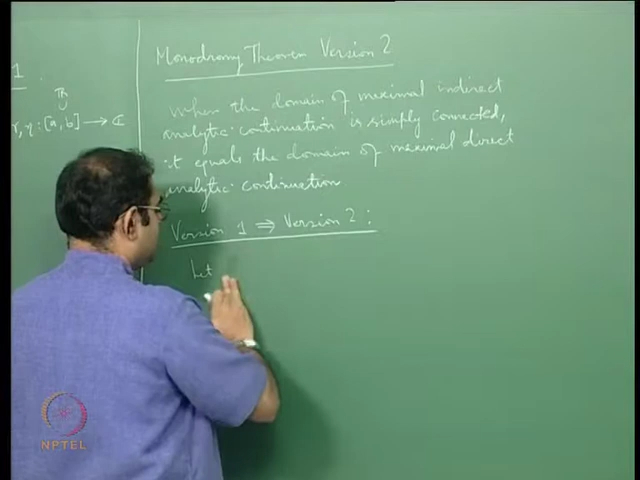 1
γ, η : [a, b] → ℂ
Monodromy Theorem Version 2
When the domain of maximal indirect
analytic continuation is simply connected,
it equals the domain of maximal direct
analytic continuation
Version 1 ⇒ Version 2 :
Let
NPTEL